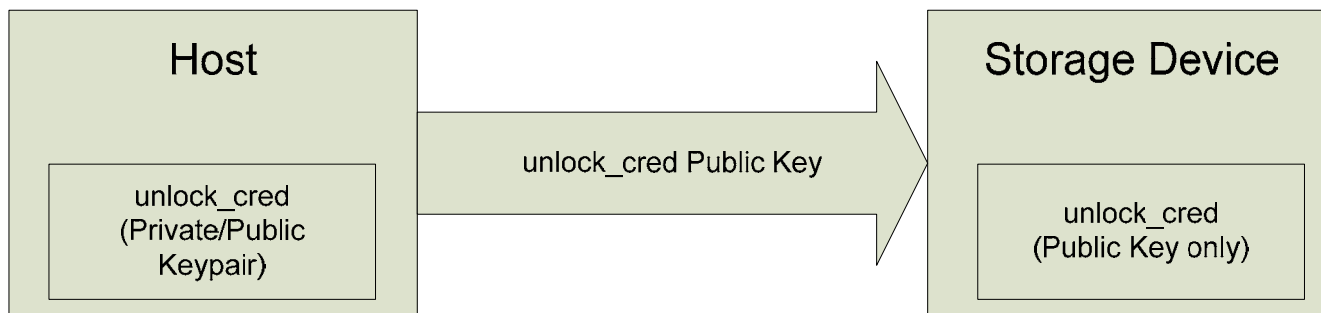 Host
unlock_cred
(Private/Public
Keypair)
unlock_cred Public Key
Storage Device
unlock_cred
(Public Key only)